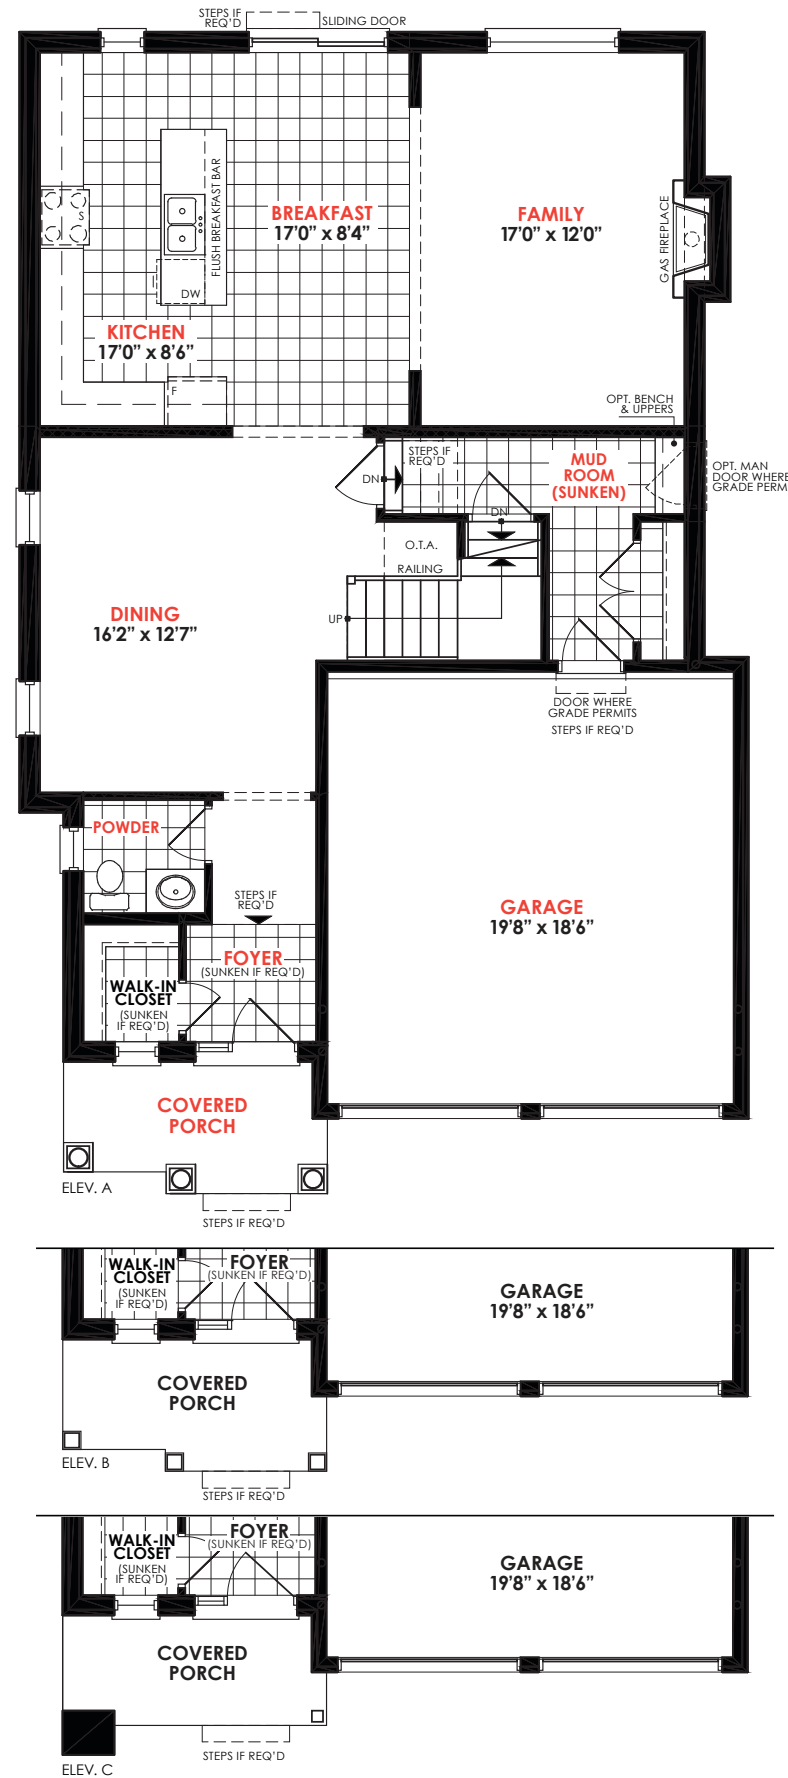 STEPS IF
REQ'D
SLIDING DOOR
FLUSH BREAKFAST BAR
BREAKFAST
17'0" x 8'4"
FAMILY
17'0" x 12'0"
GAS FIREPLACE
S
DW
KITCHEN
17'0" x 8'6"
F
OPT. BENCH
& UPPERS
STEPS IF
REQ'D
MUD
ROOM
(SUNKEN)
OPT. MAN
DOOR WHERE
GRADE PERM
DN
DN
O.T.A.
RAILING
UP
DINING
16'2" x 12'7"
DOOR WHERE
GRADE PERMITS
STEPS IF REQ'D
POWDER
STEPS IF
REQ'D
GARAGE
19'8" x 18'6"
FOYER
(SUNKEN IF REQ'D)
WALK-IN
CLOSET
(SUNKEN
IF REQ'D)
COVERED
PORCH
ELEV. A
STEPS IF REQ'D
WALK-IN
CLOSET
(SUNKEN
IF REQ'D)
FOYER
(SUNKEN IF REQ'D)
GARAGE
19'8" x 18'6"
COVERED
PORCH
ELEV. B
STEPS IF REQ'D
WALK-IN
CLOSET
(SUNKEN
IF REQ'D)
FOYER
(SUNKEN IF REQ'D)
GARAGE
19'8" x 18'6"
COVERED
PORCH
STEPS IF REQ'D
ELEV. C